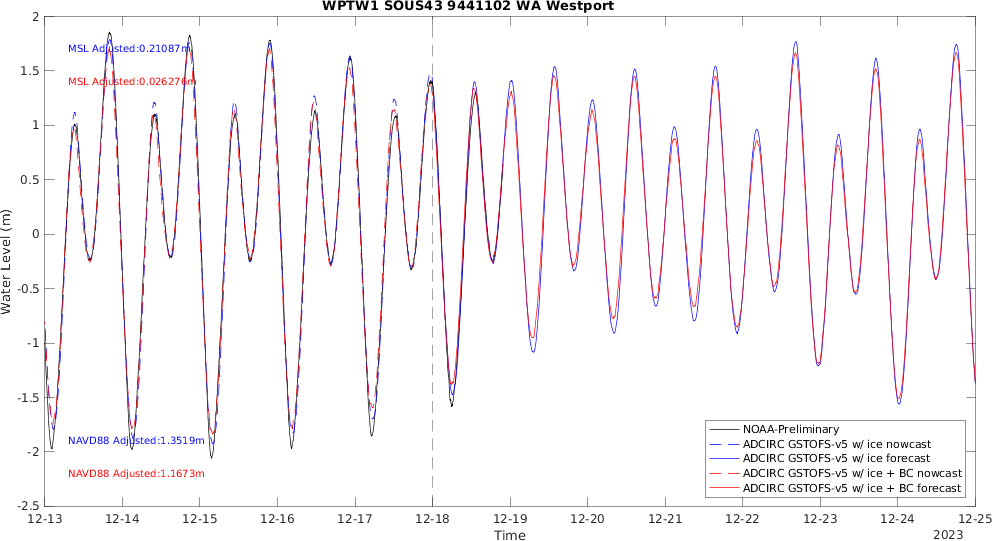 WPTW1 SOUS43 9441102 WA Westport
MSL Adjusted:0.21087m
MSL Adjusted:0.026276m
NAVD88 Adjusted:1.3519m
NAVD88 Adjusted:1.1673m
Water Level (m)
2
1.5
1
0.5
0
-0.5
-1
-1.5
-2
-2.5
NOAA-Preliminary
ADCIRC GSTOFS-v5 w/ ice nowcast
ADCIRC GSTOFS-v5 w/ ice forecast
ADCIRC GSTOFS-v5 w/ ice + BC nowcast
ADCIRC GSTOFS-v5 w/ ice + BC forecast
12-13 12-14 12-15 12-16 12-17 12-18 12-19 12-20 12-21 12-22 12-23 12-24 12-25
Time
2023